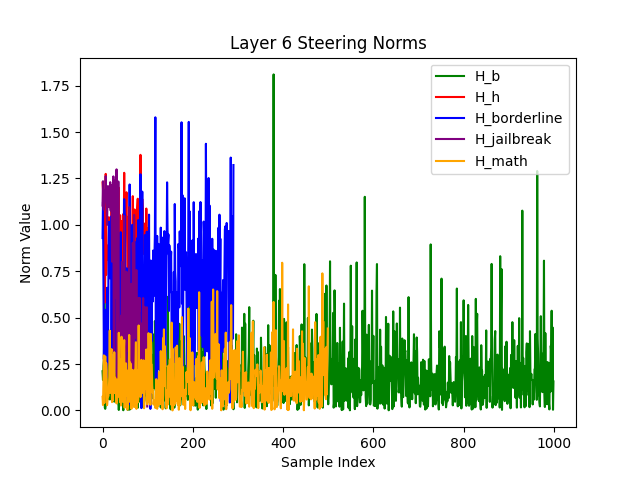 Layer 6 Steering Norms
H_b
H_h
H_borderline
H_jailbreak
H_math
Norm Value
1.75
1.50
1.25
1.00
0.75
0.50
0.25
0.00
0 200 400 600 800 1000
Sample Index